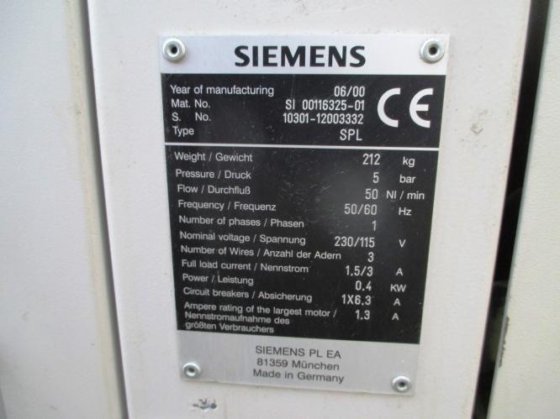 SIEMENS
Year of manufacturing 06/00
Mat. No. SI 00116325-01
S. No. 10301-12003332
Type SPL
CE
Weight / Gewicht 212 kg
Pressure / Druck 5 bar
Flow / Durchfluß 50 Nl / min
Frequency / Frequenz 50/60 Hz
Number of phases / Phasen 1
Nominal voltage / Spannung 230/115 V
Number of Wires / Anzahl der Adern 3
Full load current / Nennstrom 1.5/3 A
Power / Leistung 0.4 KW
Circuit breakers / Absicherung 1X6.3 A
Ampere rating of the largest motor / 1.3 A
Nennstromaufnahme des
größten Verbrauchers
SIEMENS PL EA
81359 München
Made in Germany